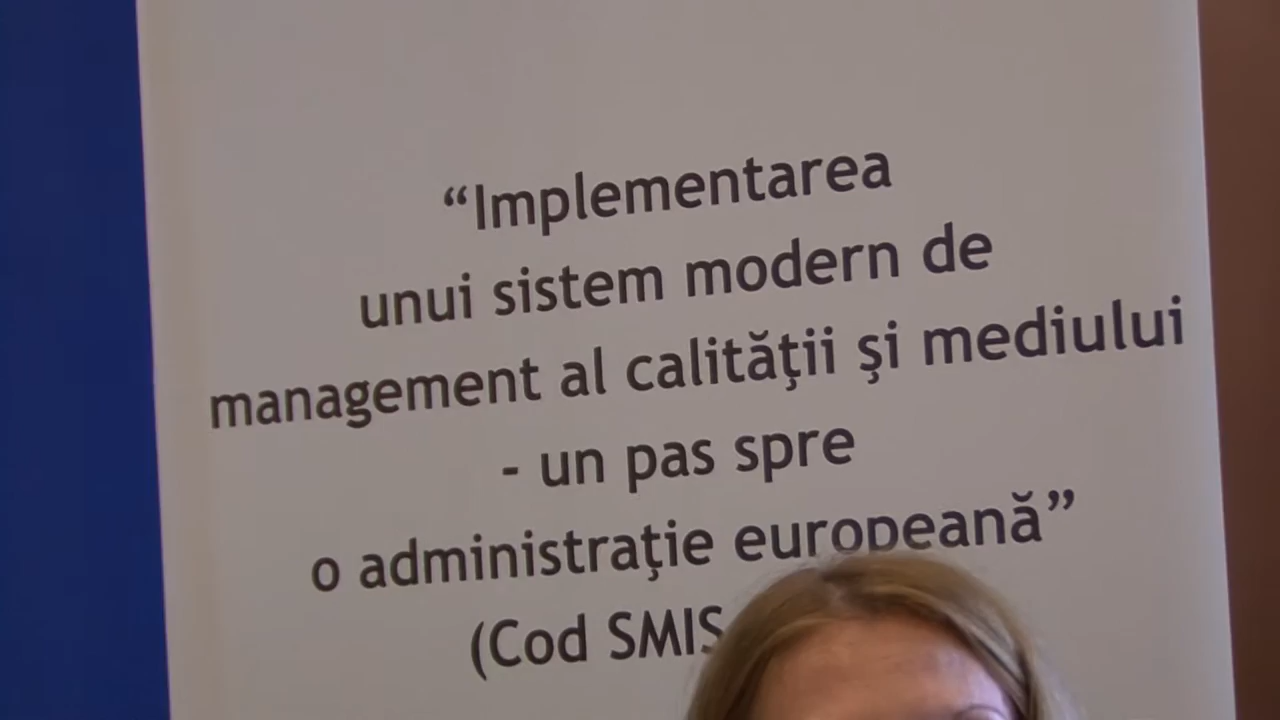 “Implementarea
unui sistem modern de
management al calităţii şi mediului
- un pas spre
o administraţie europeană”
(Cod SMIS